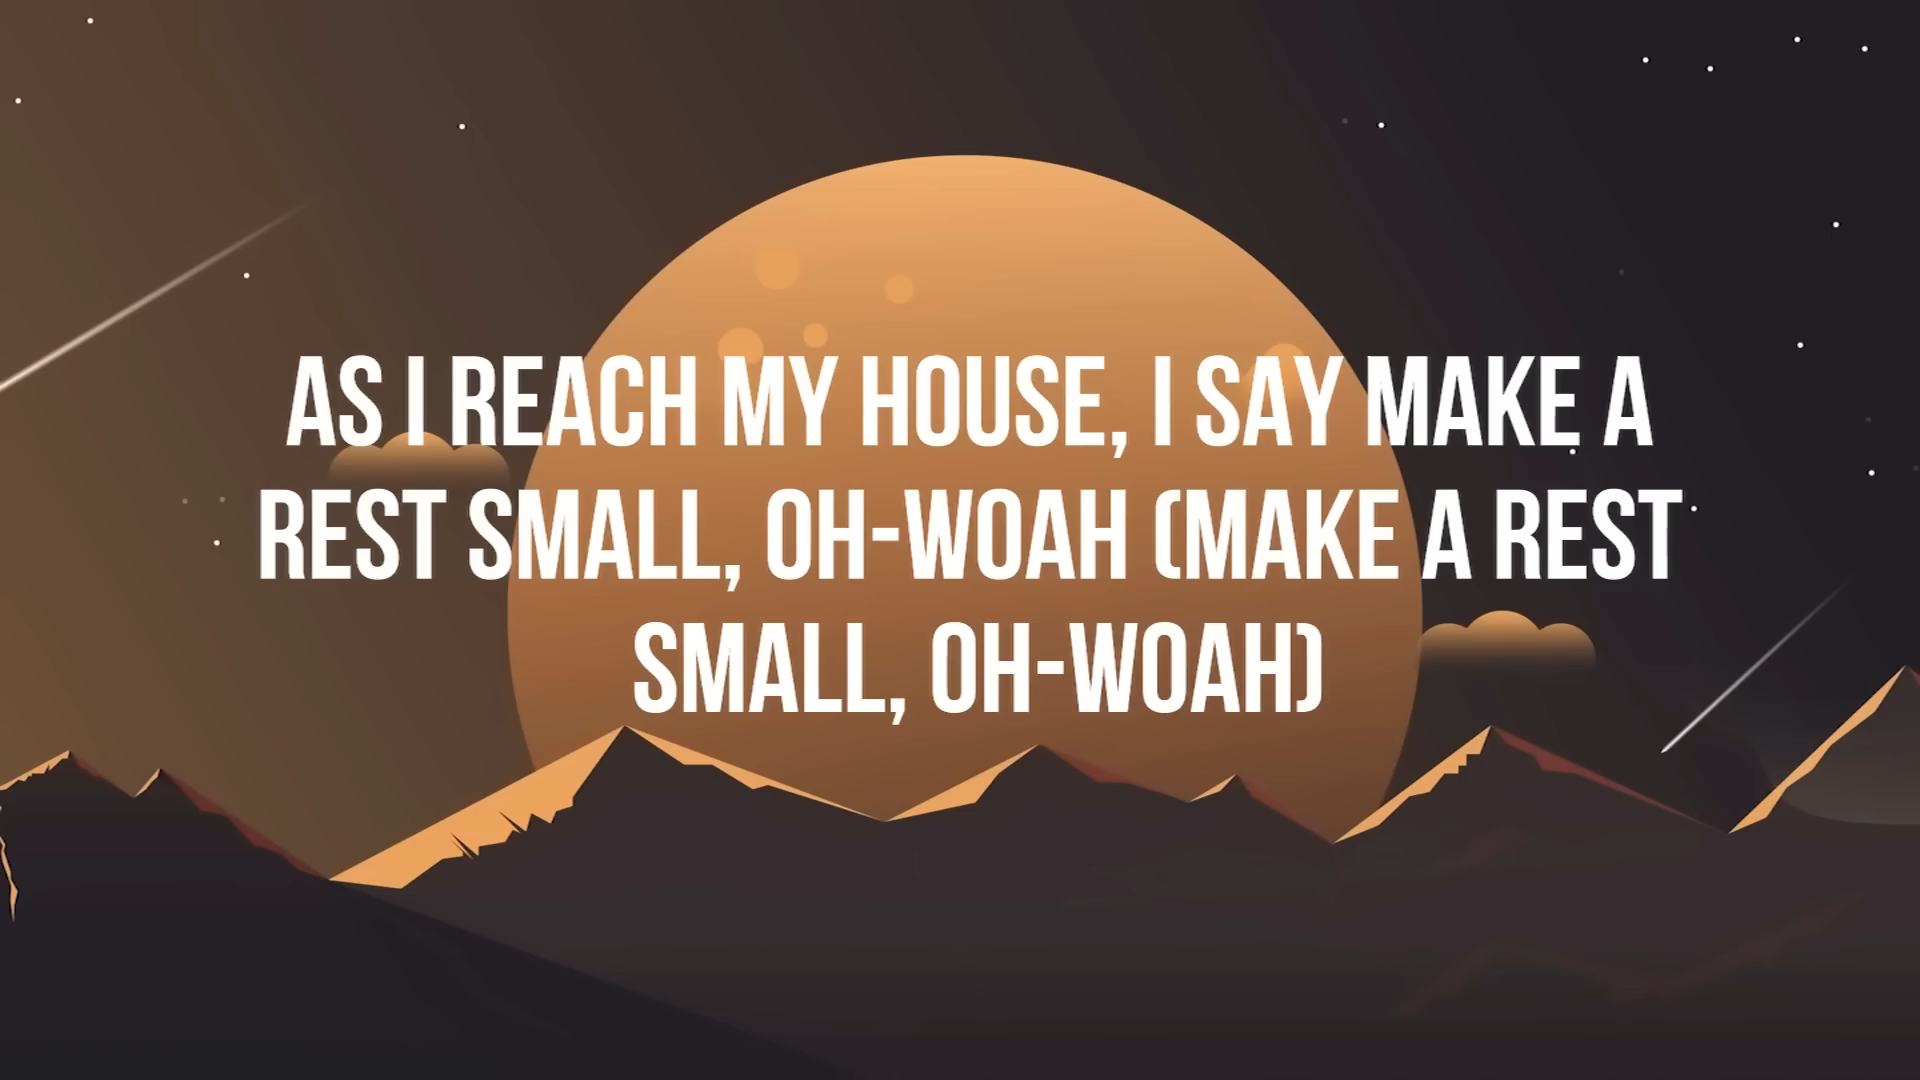 AS I REACH MY HOUSE, I SAY MAKE A
REST SMALL, OH-WOAH (MAKE A REST
SMALL, OH-WOAH)